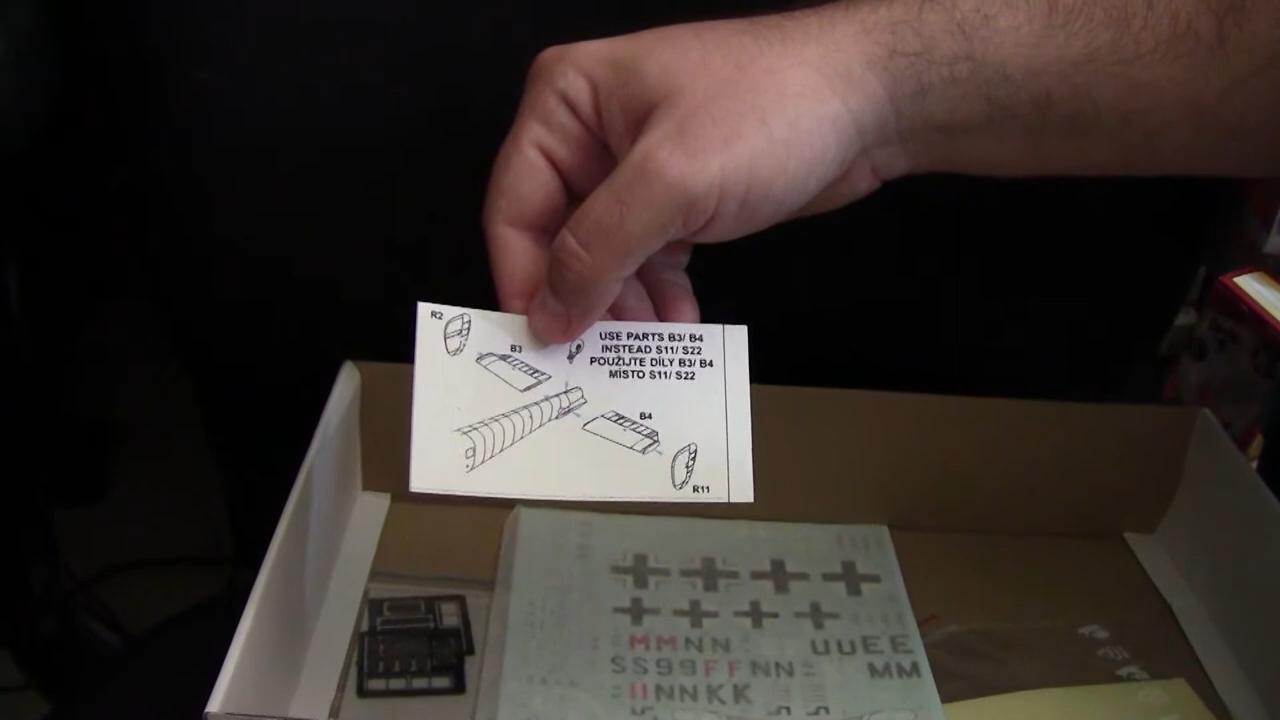 R2
B3
USE PARTS B3/ B4
INSTEAD S11/ S22
POUŽIJTE DÍLY B3/ B4
MÍSTO S11/ S22
B4
R11
MMNN
UUEE
SS99FFNN
MM
NNKK